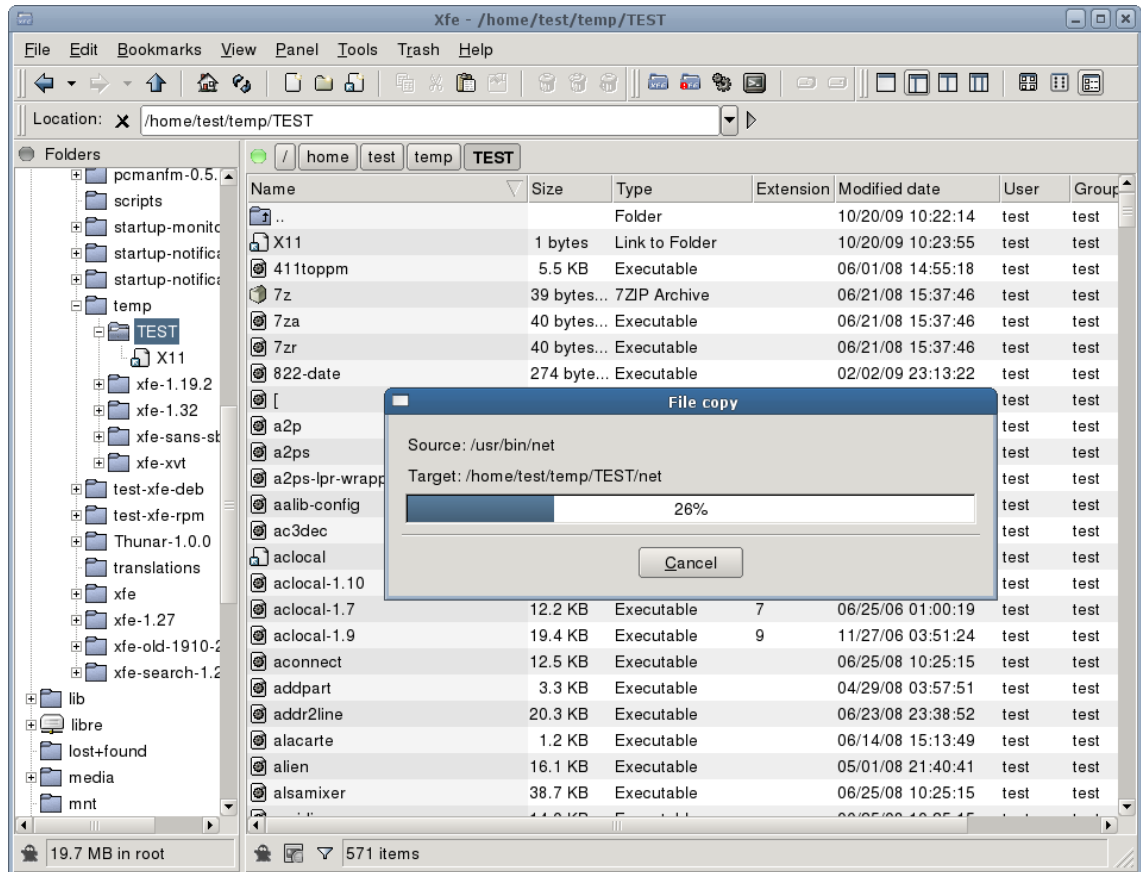 Xfe - /home/test/temp/TEST
File Edit Bookmarks View Panel Tools Trash Help
Location: /home/test/temp/TEST
Folders
/ home test temp TEST
pcmanfm-0.5.
scripts
startup-monito
startup-notifica
startup-notifica
temp
TEST
X11
xfe-1.19.2
xfe-1.32
xfe-sans-sb
xfe-xvt
test-xfe-deb
test-xfe-rpm
Thunar-1.0.0
translations
xfe
xfe-1.27
xfe-old-1910-2
xfe-search-1.2
lib
libre
lost+found
media
mnt
19.7 MB in root
Name Size Type Extension Modified date User Group
.. Folder 10/20/09 10:22:14 test test
X11 1 bytes Link to Folder 10/20/09 10:23:55 test test
411toppm 5.5 KB Executable 06/01/08 14:55:18 test test
7z 39 bytes... 7ZIP Archive 06/21/08 15:37:46 test test
7za 40 bytes... Executable 06/21/08 15:37:46 test test
7zr 40 bytes... Executable 06/21/08 15:37:46 test test
822-date 274 byte... Executable 02/02/09 23:13:22 test test
[ test test
a2p test test
a2ps test test
a2ps-lpr-wrapp test test
aalib-config test test
ac3dec test test
aclocal test test
aclocal-1.10 test test
aclocal-1.7 12.2 KB Executable 7 06/25/06 01:00:19 test test
aclocal-1.9 19.4 KB Executable 9 11/27/06 03:51:24 test test
aconnect 12.5 KB Executable 06/25/08 10:25:15 test test
addpart 3.3 KB Executable 04/29/08 03:57:51 test test
addr2line 20.3 KB Executable 06/23/08 23:38:52 test test
alacarte 1.2 KB Executable 06/14/08 15:13:49 test test
alien 16.1 KB Executable 05/01/08 21:40:41 test test
alsamixer 38.7 KB Executable 06/25/08 10:25:15 test test
571 items
File copy
Source: /usr/bin/net
Target: /home/test/temp/TEST/net
26%
Cancel